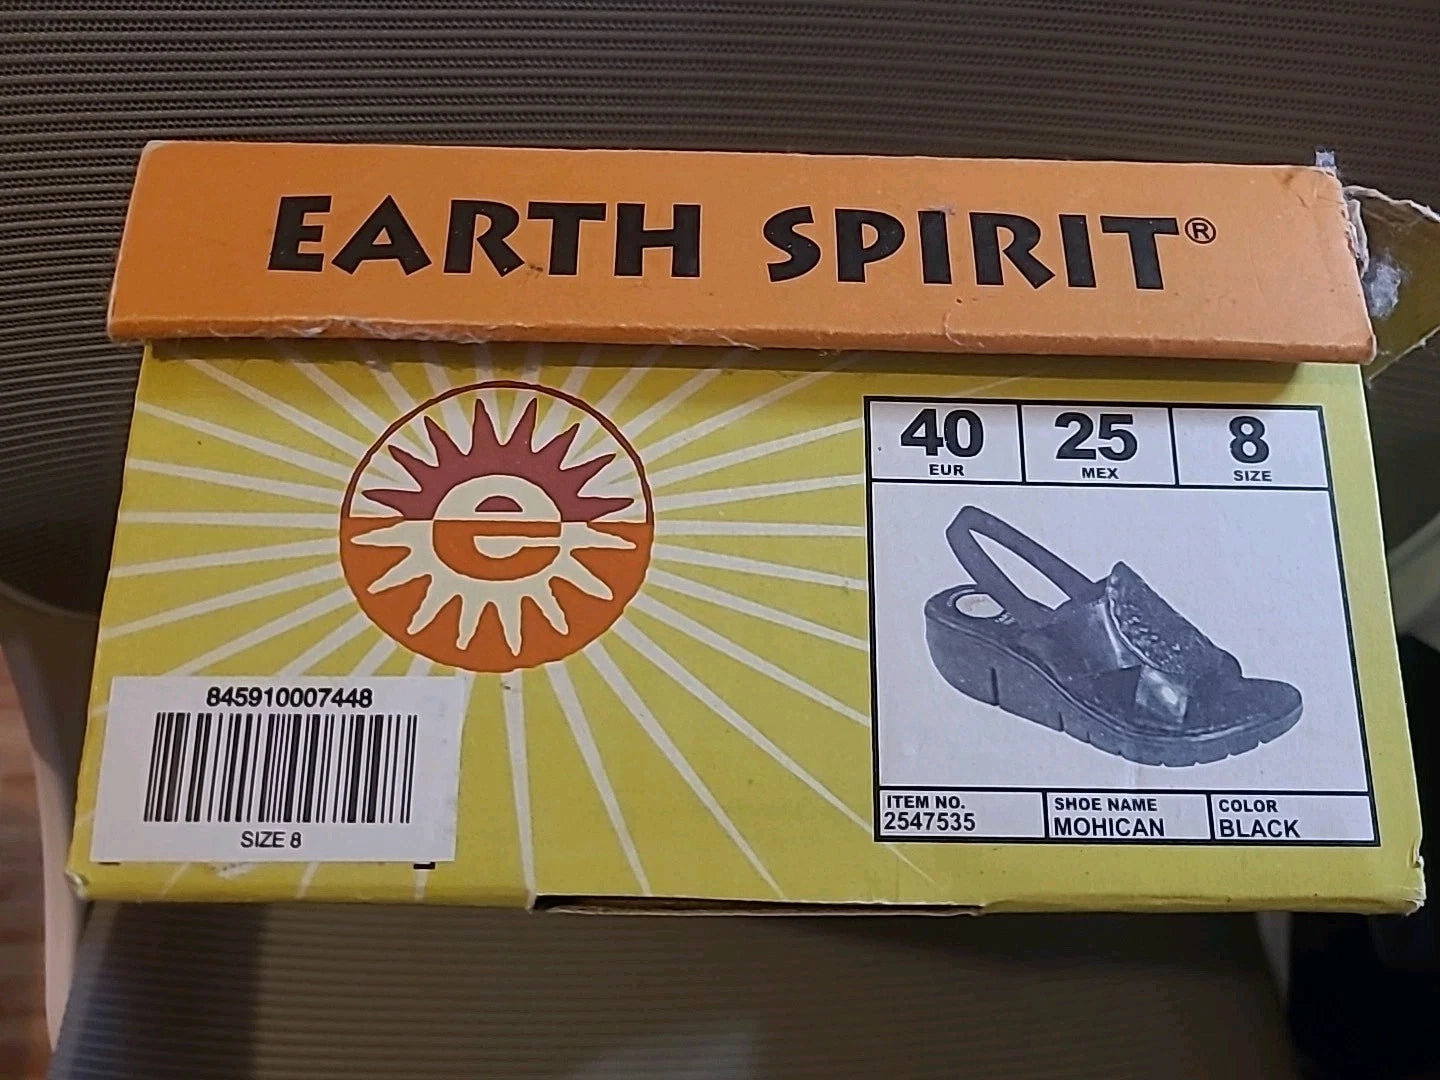 EARTH SPIRIT®
e
40 25 8
EUR MEX SIZE
845910007448
SIZE 8
ITEM NO. SHOE NAME COLOR
2547535 MOHICAN BLACK